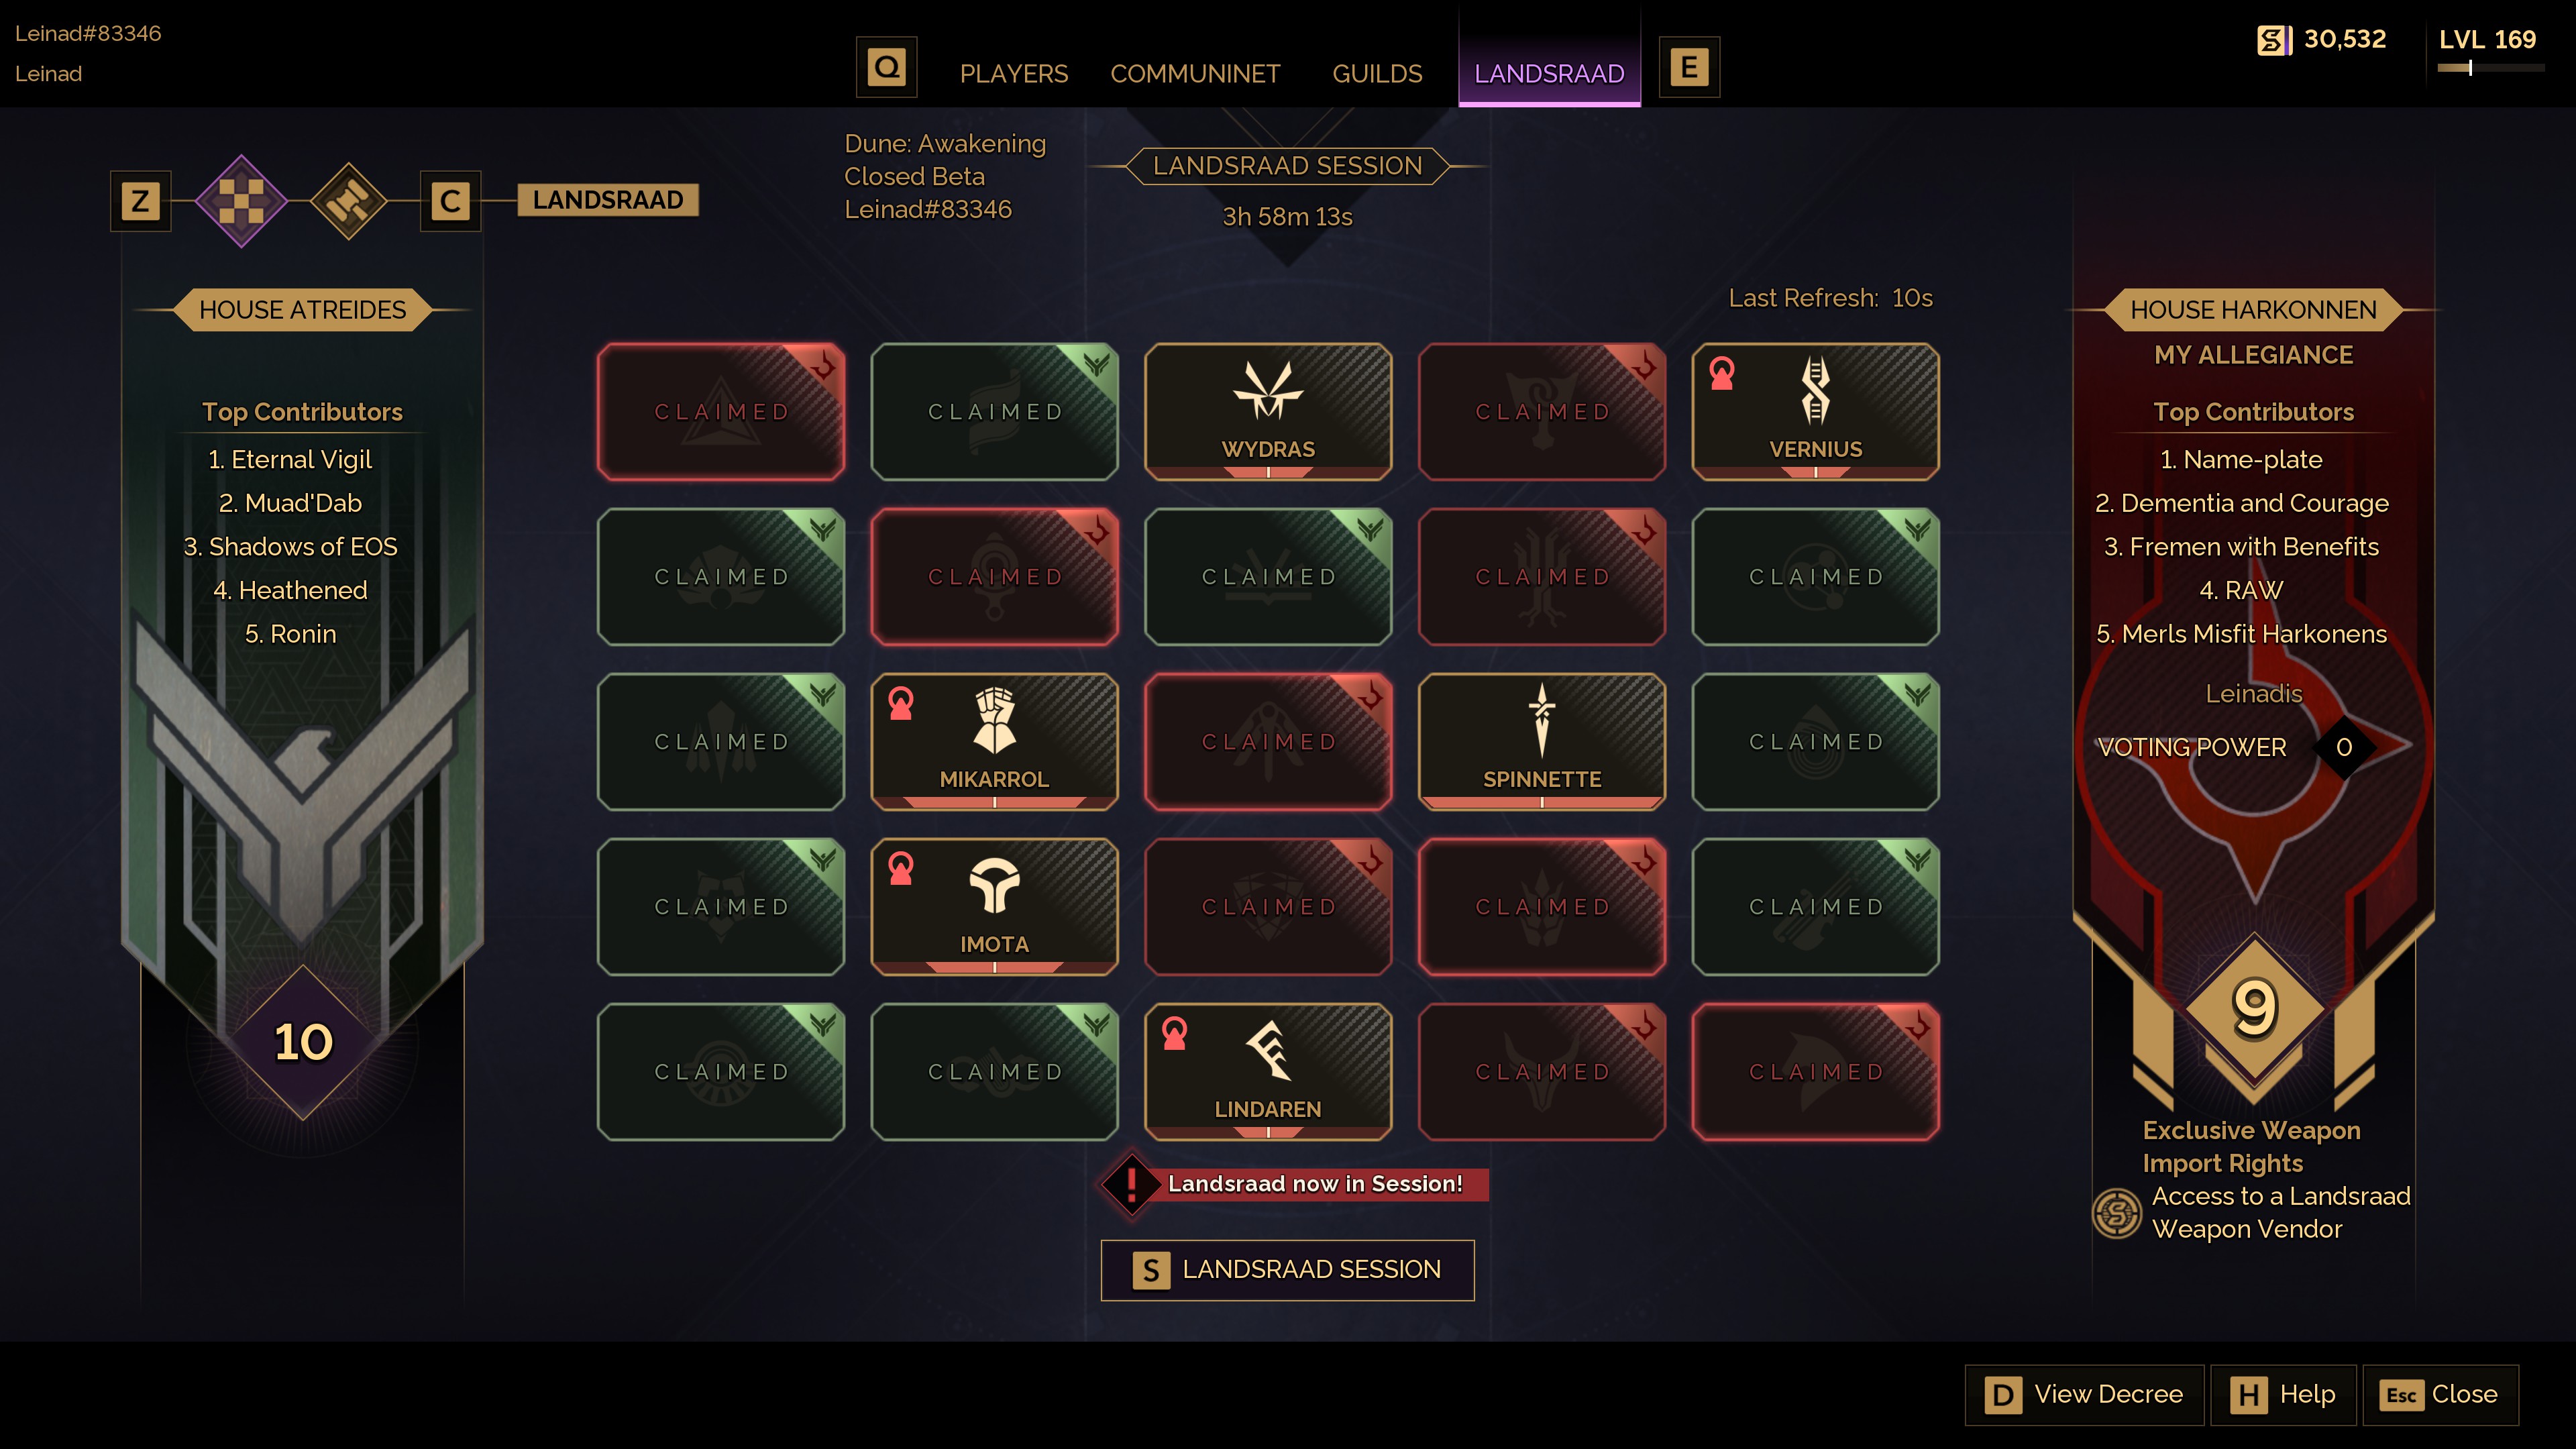 Leinad#83346
Leinad
Q
PLAYERS
COMMUNINET
GUILDS
LANDSRAAD
E
30,532
LVL 169
Dune: Awakening
Closed Beta
Leinad#83346
LANDSRAAD SESSION
3h 58m 13s
Z
C
LANDSRAAD
Last Refresh: 10s
HOUSE ATREIDES
Top Contributors
1. Eternal Vigil
2. Muad'Dab
3. Shadows of EOS
4. Heathened
5. Ronin
10
CLAIMED
CLAIMED
WYDRAS
CLAIMED
VERNIUS
CLAIMED
CLAIMED
CLAIMED
CLAIMED
CLAIMED
CLAIMED
MIKARROL
CLAIMED
SPINNETTE
CLAIMED
CLAIMED
IMOTA
CLAIMED
CLAIMED
CLAIMED
CLAIMED
CLAIMED
LINDAREN
CLAIMED
CLAIMED
! Landsraad now in Session!
S LANDSRAAD SESSION
HOUSE HARKONNEN
MY ALLEGIANCE
Top Contributors
1. Name-plate
2. Dementia and Courage
3. Fremen with Benefits
4. RAW
5. Merls Misfit Harkonens
Leinadis
VOTING POWER 0
9
Exclusive Weapon
Import Rights
Access to a Landsraad
Weapon Vendor
D View Decree
H Help
Esc Close